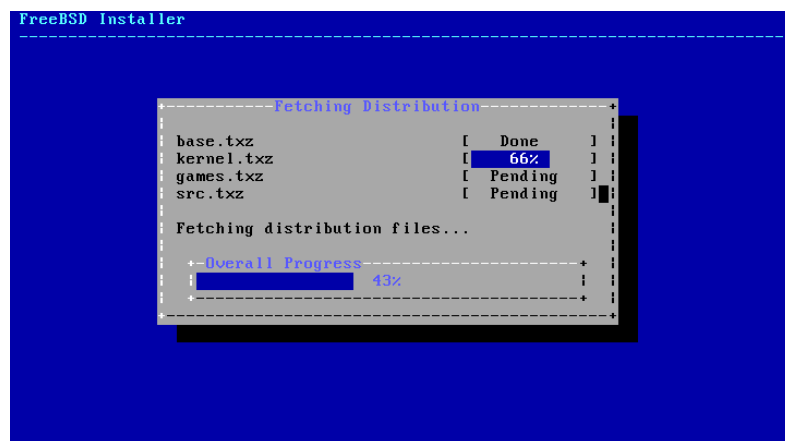 FreeBSD Installer
Fetching Distribution
base.txz [ Done ]
kernel.txz [ 66% ]
games.txz [ Pending ]
src.txz [ Pending ]
Fetching distribution files...
Overall Progress
43%